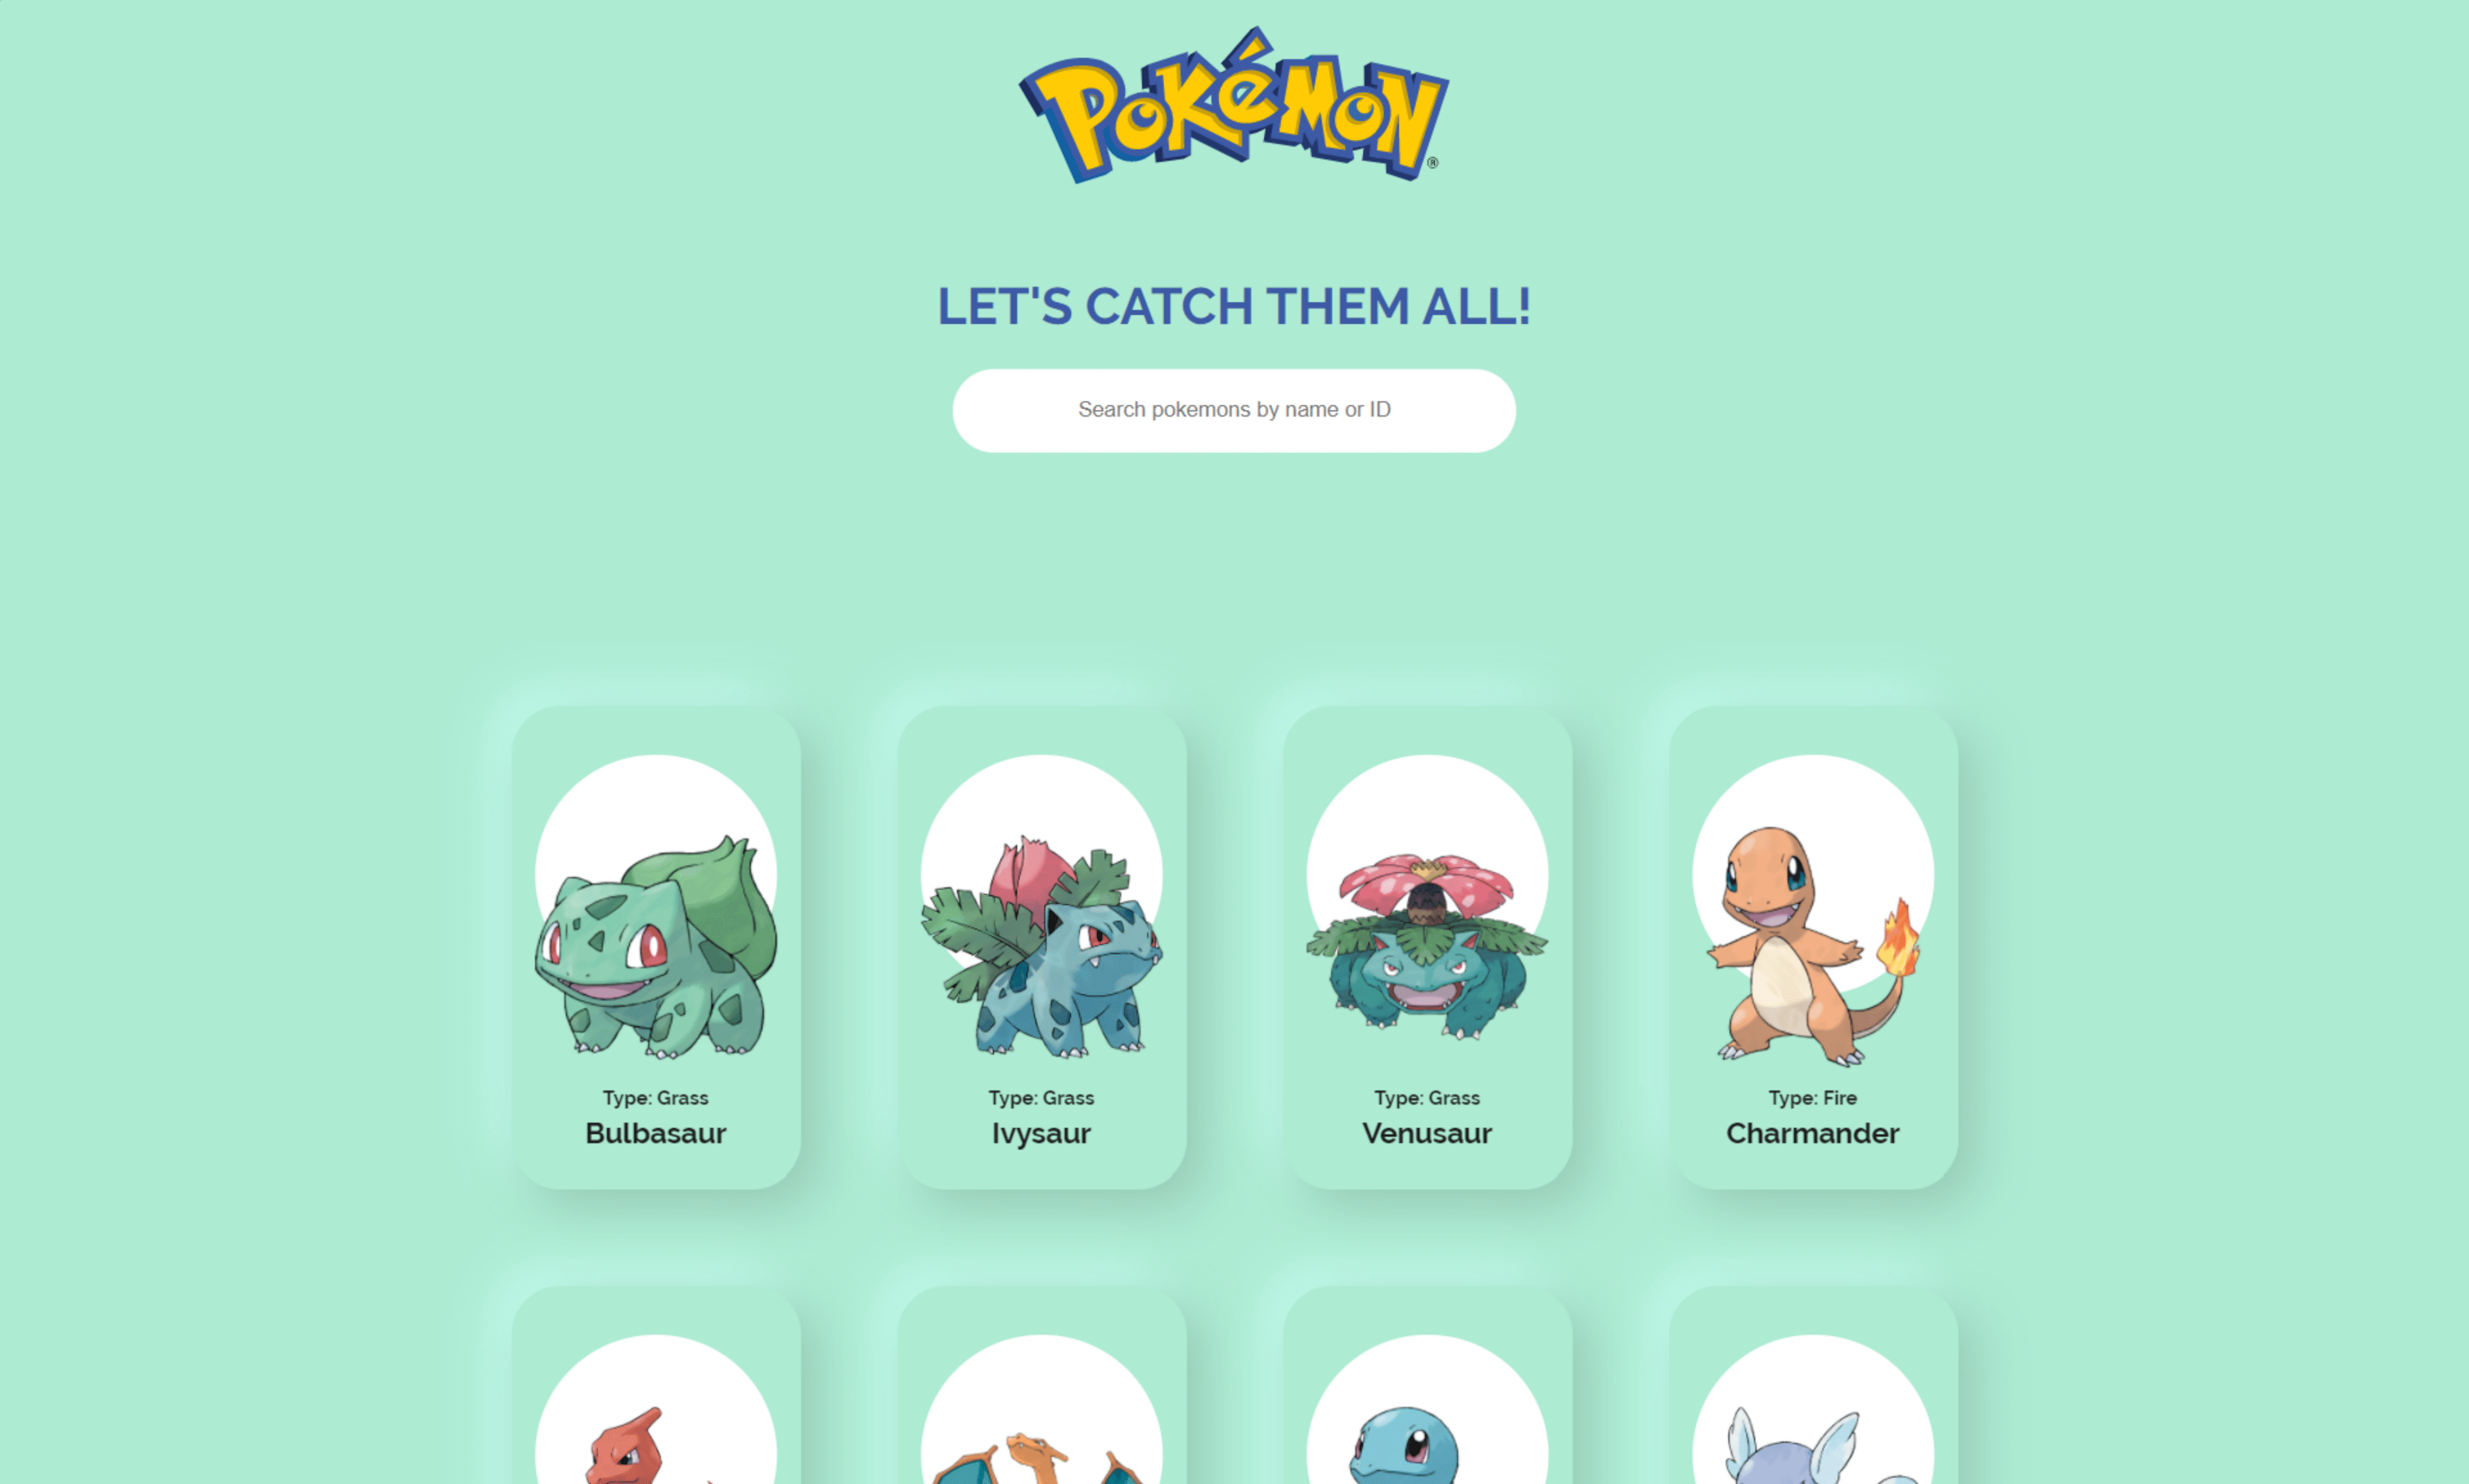 POKéMON ®
LET'S CATCH THEM ALL!
Search pokemons by name or ID
Type: Grass
Bulbasaur
Type: Grass
Ivysaur
Type: Grass
Venusaur
Type: Fire
Charmander